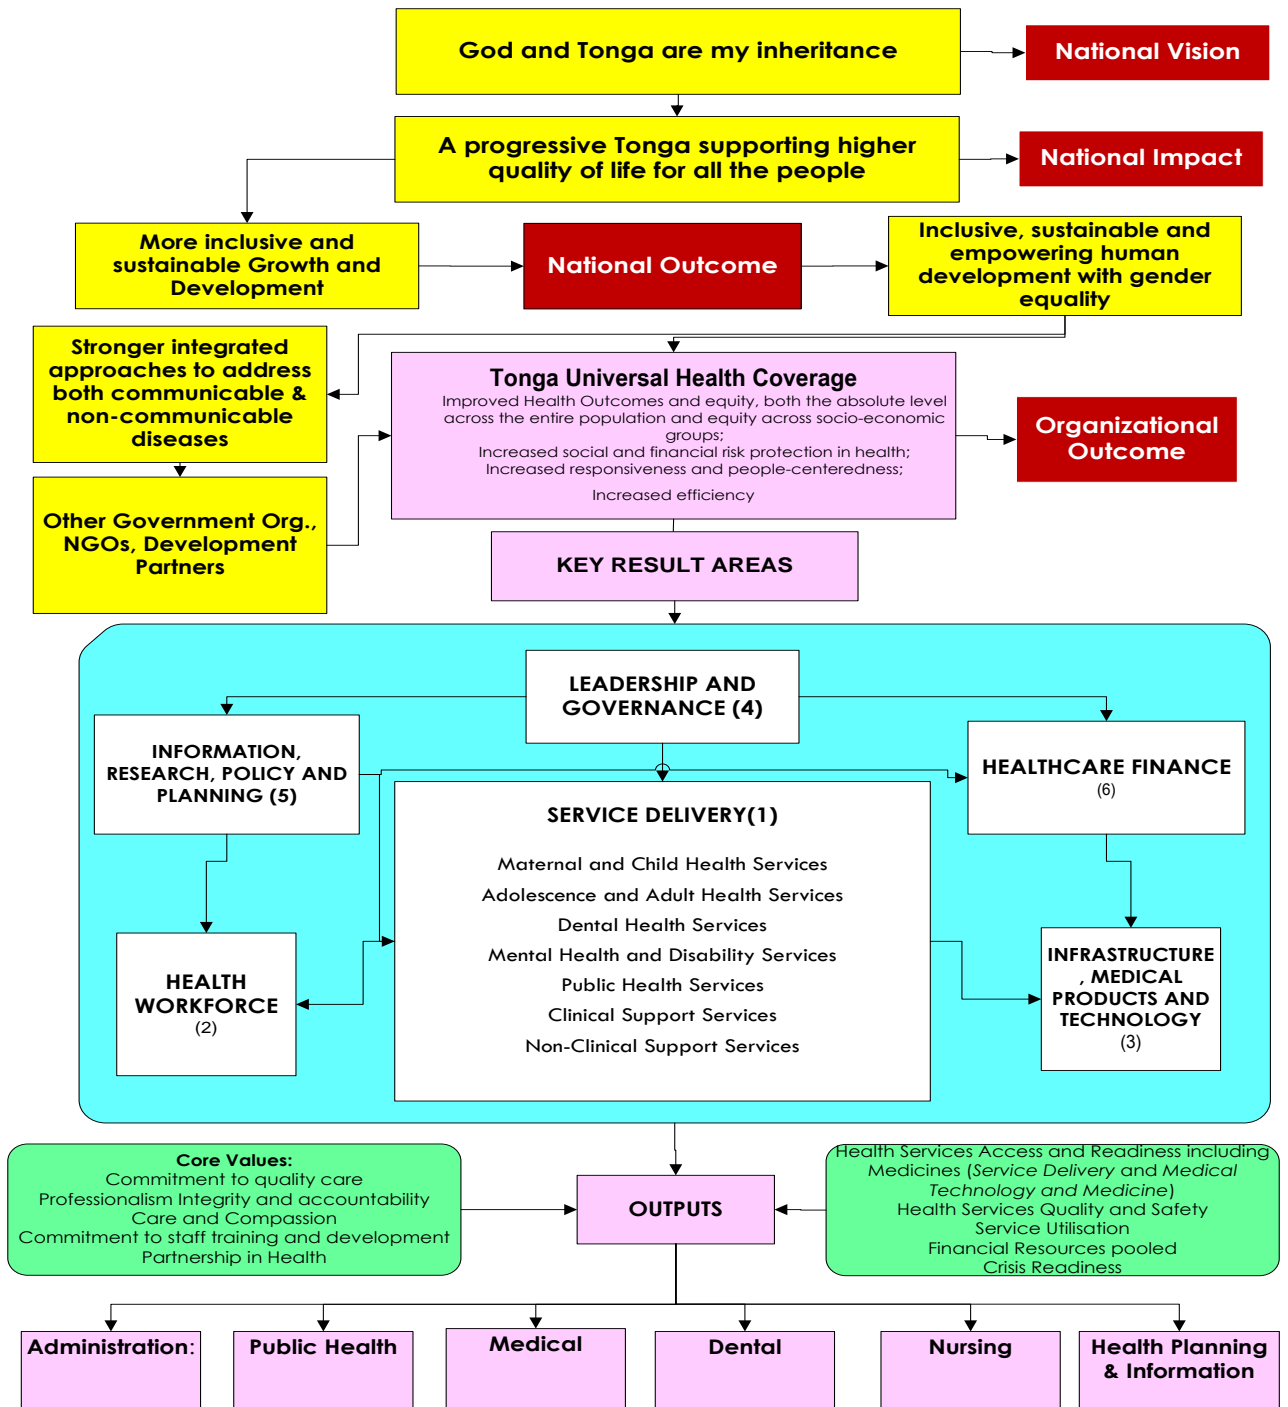 God and Tonga are my inheritance
National Vision
A progressive Tonga supporting higher
quality of life for all the people
National Impact
More inclusive and
sustainable Growth and
Development
National Outcome
Inclusive, sustainable and
empowering human
development with gender
equality
Stronger integrated
approaches to address
both communicable &
non-communicable
diseases
Tonga Universal Health Coverage
Improved Health Outcomes and equity, both the absolute level
across the entire population and equity across socio-economic
groups;
Increased social and financial risk protection in health;
Increased responsiveness and people-centeredness;
Increased efficiency
Organizational
Outcome
Other Government Org.,
NGOs, Development
Partners
KEY RESULT AREAS
LEADERSHIP AND
GOVERNANCE (4)
INFORMATION,
RESEARCH, POLICY AND
PLANNING (5)
HEALTHCARE FINANCE
(6)
SERVICE DELIVERY(1)
Maternal and Child Health Services
Adolescence and Adult Health Services
Dental Health Services
Mental Health and Disability Services
Public Health Services
Clinical Support Services
Non-Clinical Support Services
HEALTH
WORKFORCE
(2)
INFRASTRUCTURE
, MEDICAL
PRODUCTS AND
TECHNOLOGY
(3)
Core Values:
Commitment to quality care
Professionalism Integrity and accountability
Care and Compassion
Commitment to staff training and development
Partnership in Health
OUTPUTS
Health Services Access and Readiness including
Medicines (Service Delivery and Medical
Technology and Medicine)
Health Services Quality and Safety
Service Utilisation
Financial Resources pooled
Crisis Readiness
Administration:
Public Health
Medical
Dental
Nursing
Health Planning
& Information